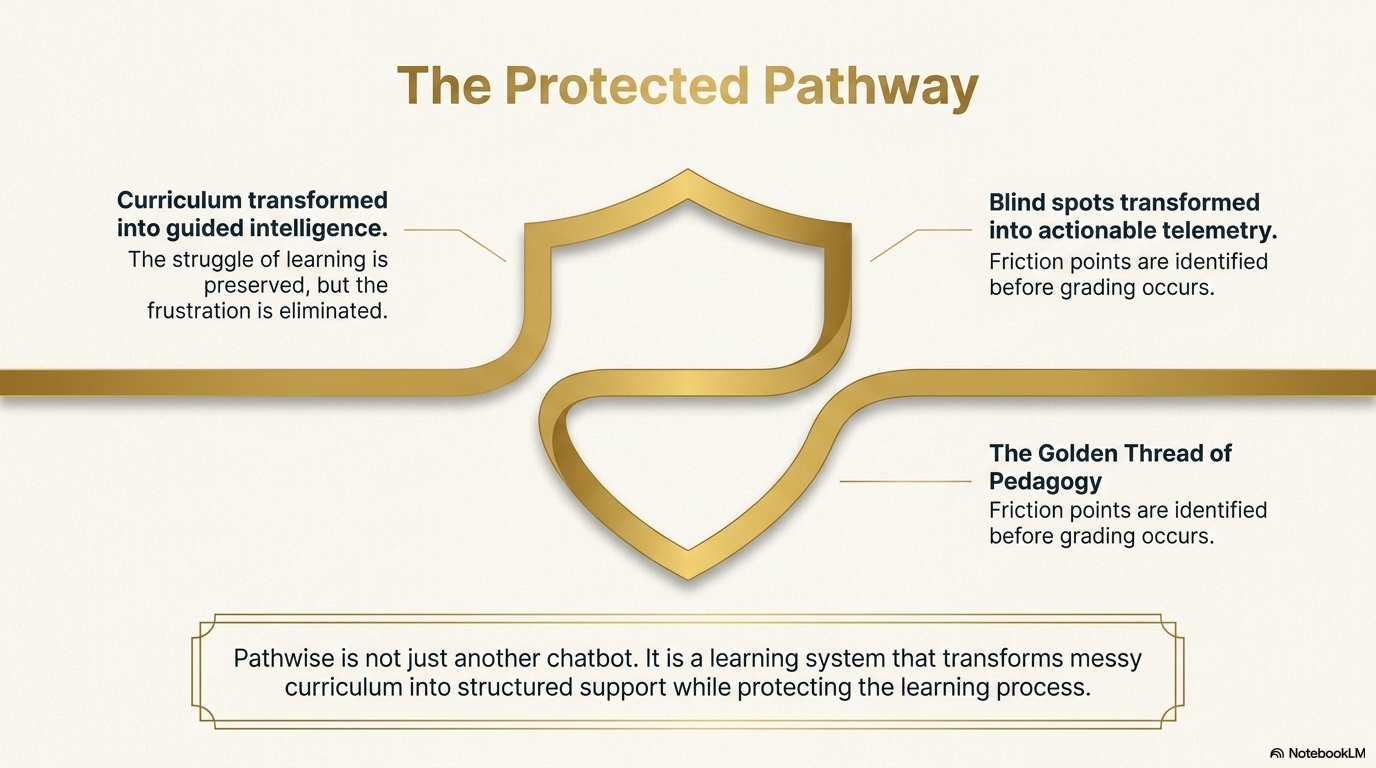 The Protected Pathway
Curriculum transformed
into guided intelligence.
The struggle of learning is
preserved, but the
frustration is eliminated.
Blind spots transformed
into actionable telemetry.
Friction points are identified
before grading occurs.
The Golden Thread of
Pedagogy
Friction points are identified
before grading occurs.
Pathwise is not just another chatbot. It is a learning system that transforms messy
curriculum into structured support while protecting the learning process.
NotebookLM